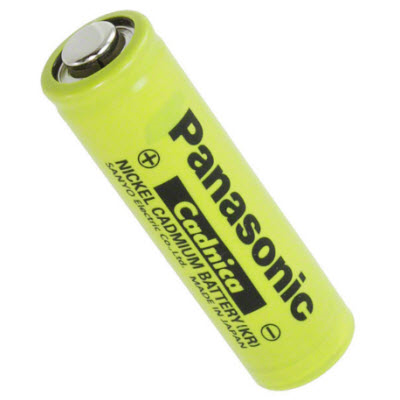 Panasonic
Cadnica
NICKEL CADMIUM BATTERY (KR)
SANYO Electric Co., Ltd. MADE IN JAPAN
+
-